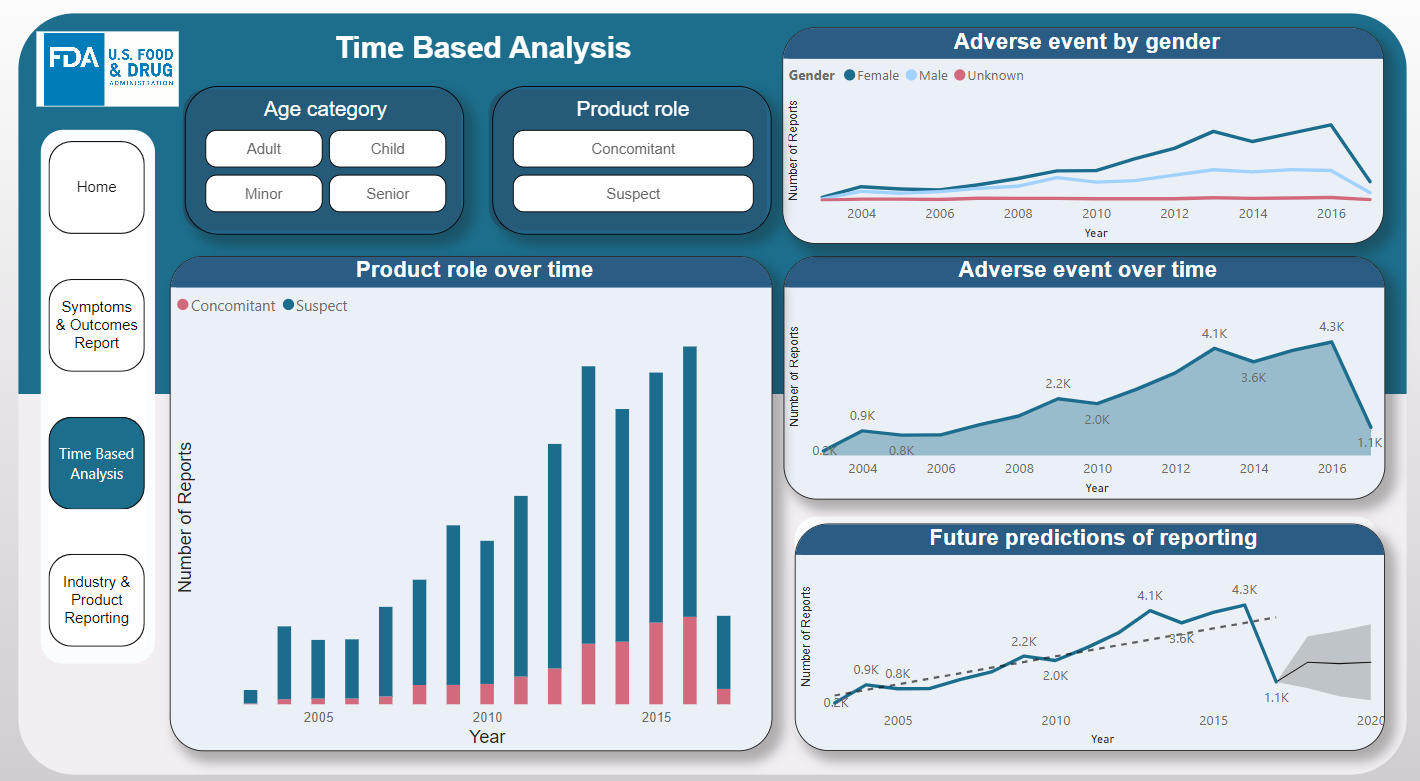 FDA
U.S. FOOD
& DRUG
ADMINISTRATION
Time Based Analysis
Age category
Adult
Child
Minor
Senior
Product role
Concomitant
Suspect
Home
Symptoms
& Outcomes
Report
Time Based
Analysis
Industry &
Product
Reporting
Product role over time
Concomitant Suspect
Number of Reports
2005 2010 2015
Year
Adverse event by gender
Gender Female Male Unknown
Number of Reports
2004 2006 2008 2010 2012 2014 2016
Year
Adverse event over time
Number of Reports
0.2K 0.9K 0.8K 2.2K 2.0K 4.1K 3.6K 4.3K 1.1K
2004 2006 2008 2010 2012 2014 2016
Year
Future predictions of reporting
Number of Reports
0.2K 0.9K 0.8K 2.2K 2.0K 4.1K 3.6K 4.3K 1.1K
2005 2010 2015 2020
Year